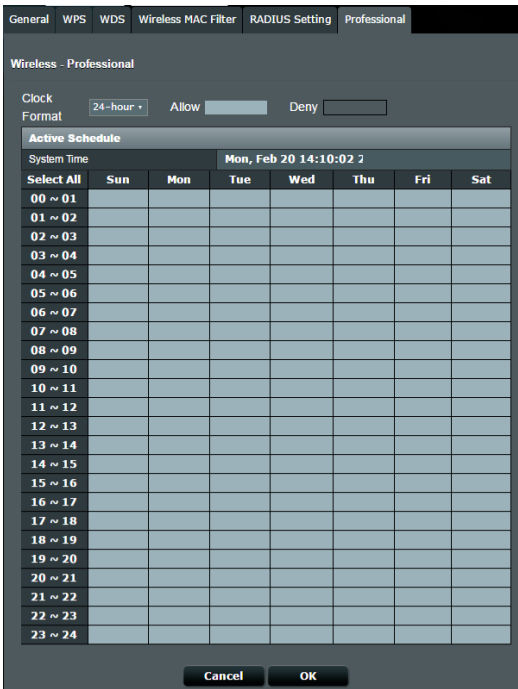 General WPS WDS Wireless MAC Filter RADIUS Setting Professional
Wireless - Professional
Clock Format 24-hour Allow Deny
Active Schedule
System Time Mon, Feb 20 14:10:02 2
Select All Sun Mon Tue Wed Thu Fri Sat
00 ~ 01
01 ~ 02
02 ~ 03
03 ~ 04
04 ~ 05
05 ~ 06
06 ~ 07
07 ~ 08
08 ~ 09
09 ~ 10
10 ~ 11
11 ~ 12
12 ~ 13
13 ~ 14
14 ~ 15
15 ~ 16
16 ~ 17
17 ~ 18
18 ~ 19
19 ~ 20
20 ~ 21
21 ~ 22
22 ~ 23
23 ~ 24
Cancel OK